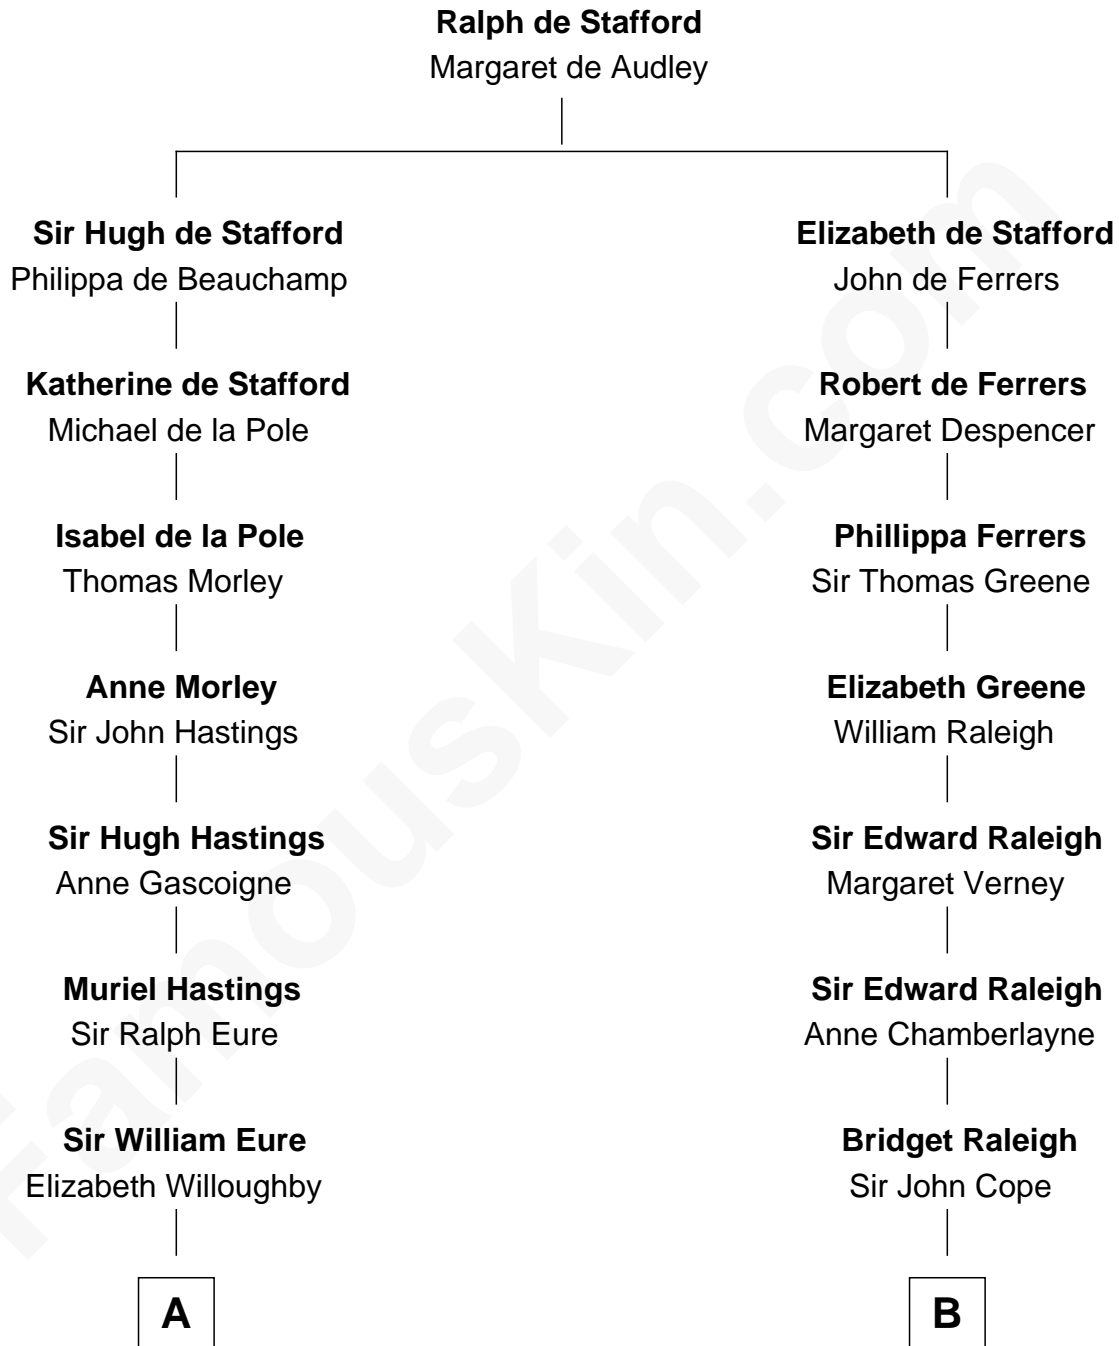 Ralph de Stafford
Margaret de Audley
Sir Hugh de Stafford
Philippa de Beauchamp
Elizabeth de Stafford
John de Ferrers
Katherine de Stafford
Michael de la Pole
Robert de Ferrers
Margaret Despencer
Isabel de la Pole
Thomas Morley
Phillippa Ferrers
Sir Thomas Greene
Anne Morley
Sir John Hastings
Elizabeth Greene
William Raleigh
Sir Hugh Hastings
Anne Gascoigne
Sir Edward Raleigh
Margaret Verney
Muriel Hastings
Sir Ralph Eure
Sir Edward Raleigh
Anne Chamberlayne
Sir William Eure
Elizabeth Willoughby
Bridget Raleigh
Sir John Cope
A
B
FamousKin.com